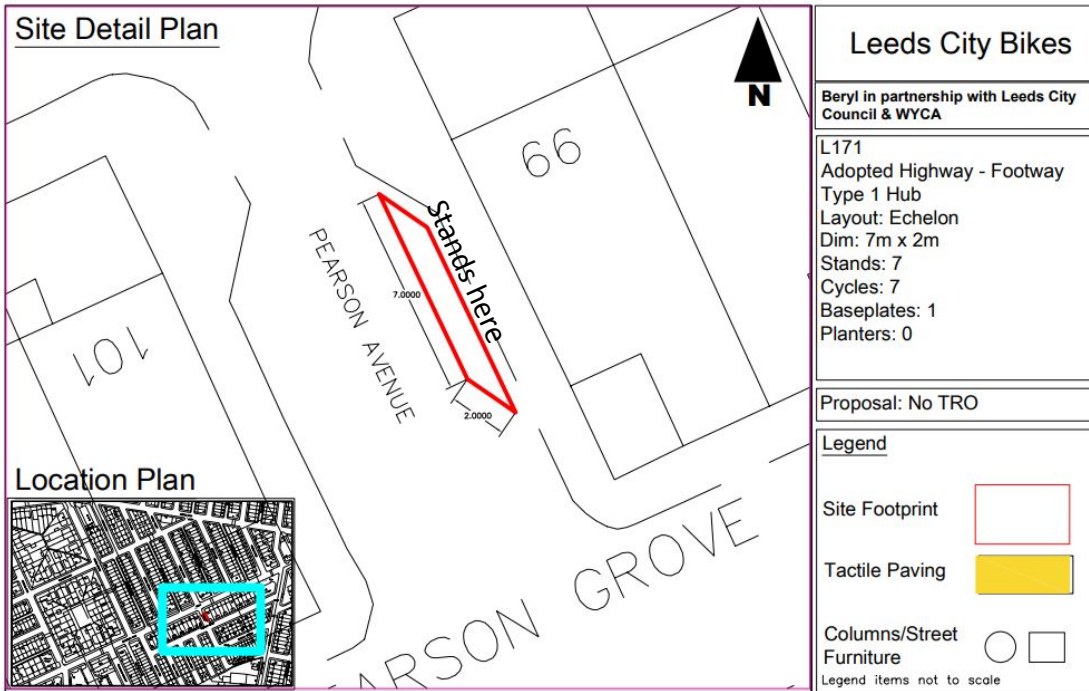 Site Detail Plan
N
99
Stands here
PEARSON AVENUE
7.0000
2.0000
101
EARSON GROVE
Location Plan
Leeds City Bikes
Beryl in partnership with Leeds City
Council & WYCA
L171
Adopted Highway - Footway
Type 1 Hub
Layout: Echelon
Dim: 7m x 2m
Stands: 7
Cycles: 7
Baseplates: 1
Planters: 0
Proposal: No TRO
Legend
Site Footprint
Tactile Paving
Columns/Street
Furniture
Legend items not to scale